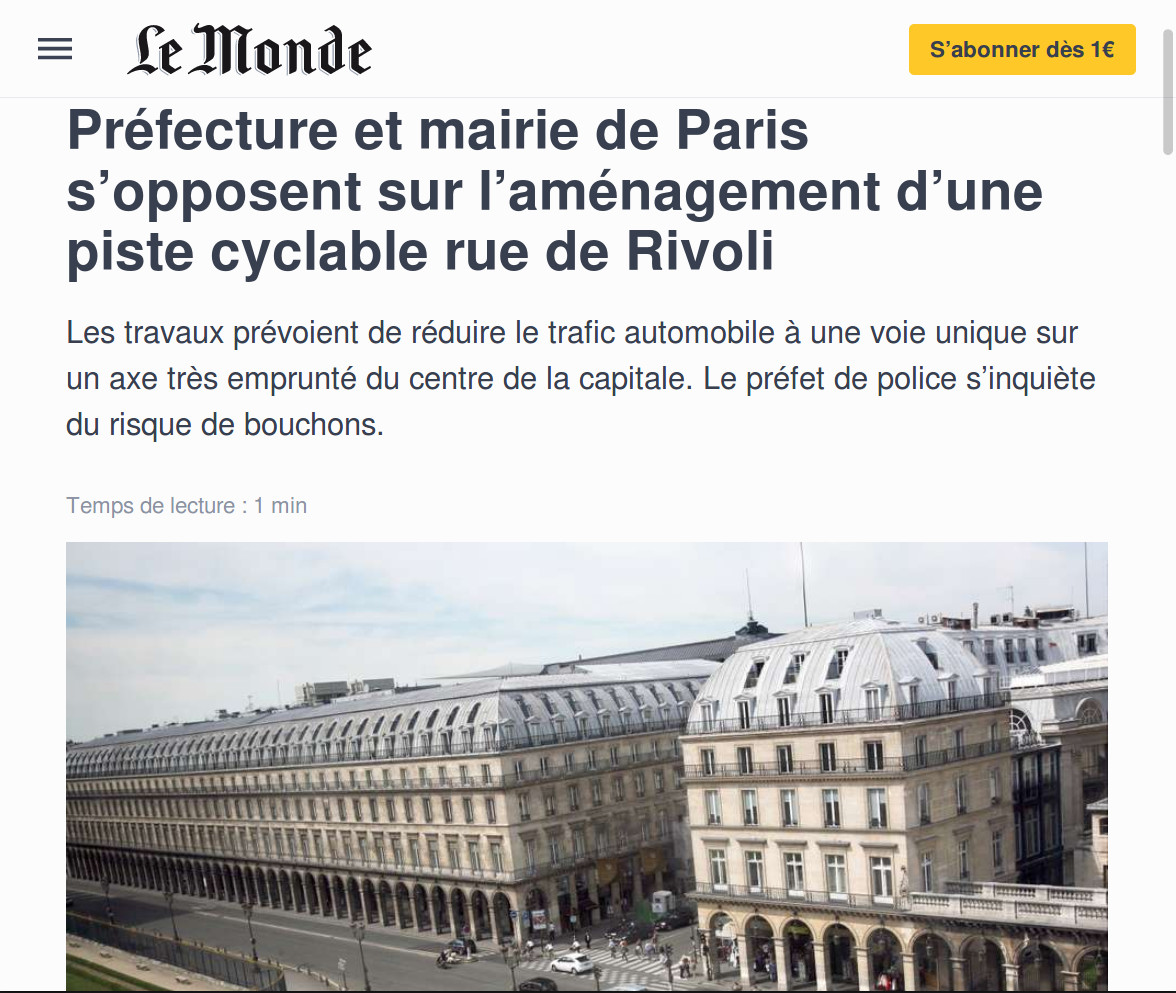 Le Monde
S’abonner dès 1€
Préfecture et mairie de Paris
s’opposent sur l’aménagement d’une
piste cyclable rue de Rivoli
Les travaux prévoient de réduire le trafic automobile à une voie unique sur
un axe très emprunté du centre de la capitale. Le préfet de police s’inquiète
du risque de bouchons.
Temps de lecture : 1 min